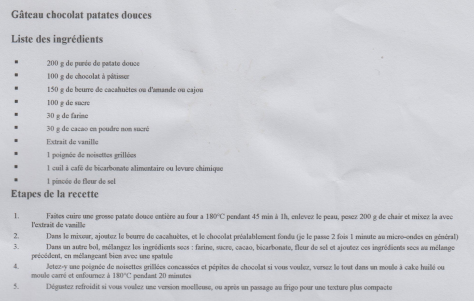 Gâteau chocolat patates douces
Liste des ingrédients
▪ 200 g de purée de patate douce
▪ 100 g de chocolat à pâtisser
▪ 150 g de beurre de cacahuètes ou d'amande ou cajou
▪ 100 g de sucre
▪ 30 g de farine
▪ 30 g de cacao en poudre non sucré
▪ Extrait de vanille
▪ 1 poignée de noisettes grillées
▪ 1 cuil à café de bicarbonate alimentaire ou levure chimique
▪ 1 pincée de fleur de sel
Etapes de la recette
1. Faites cuire une grosse patate douce entière au four a 180°C pendant 45 min à 1h, enlevez le peau, pesez 200 g de chair et mixez la avec
l'extrait de vanille
2. Dans le mixeur, ajoutez le beurre de cacahuètes, et le chocolat préalablement fondu (je le passe 2 fois 1 minute au micro-ondes en général)
3. Dans un autre bol, mélangez les ingrédients secs : farine, sucre, cacao, bicarbonate, fleur de sel et ajoutez ces ingrédients secs au mélange
précédent, en mélangeant bien avec une spatule
4. Jetez-y une poignée de noisettes grillées concassées et pépites de chocolat si vous voulez, versez le tout dans un moule à cake huilé ou
moule carré et enfournez à 180°C pendant 20 minutes
5. Dégustez refroidit si vous voulez une version moelleuse, ou après un passage au frigo pour une texture plus compacte